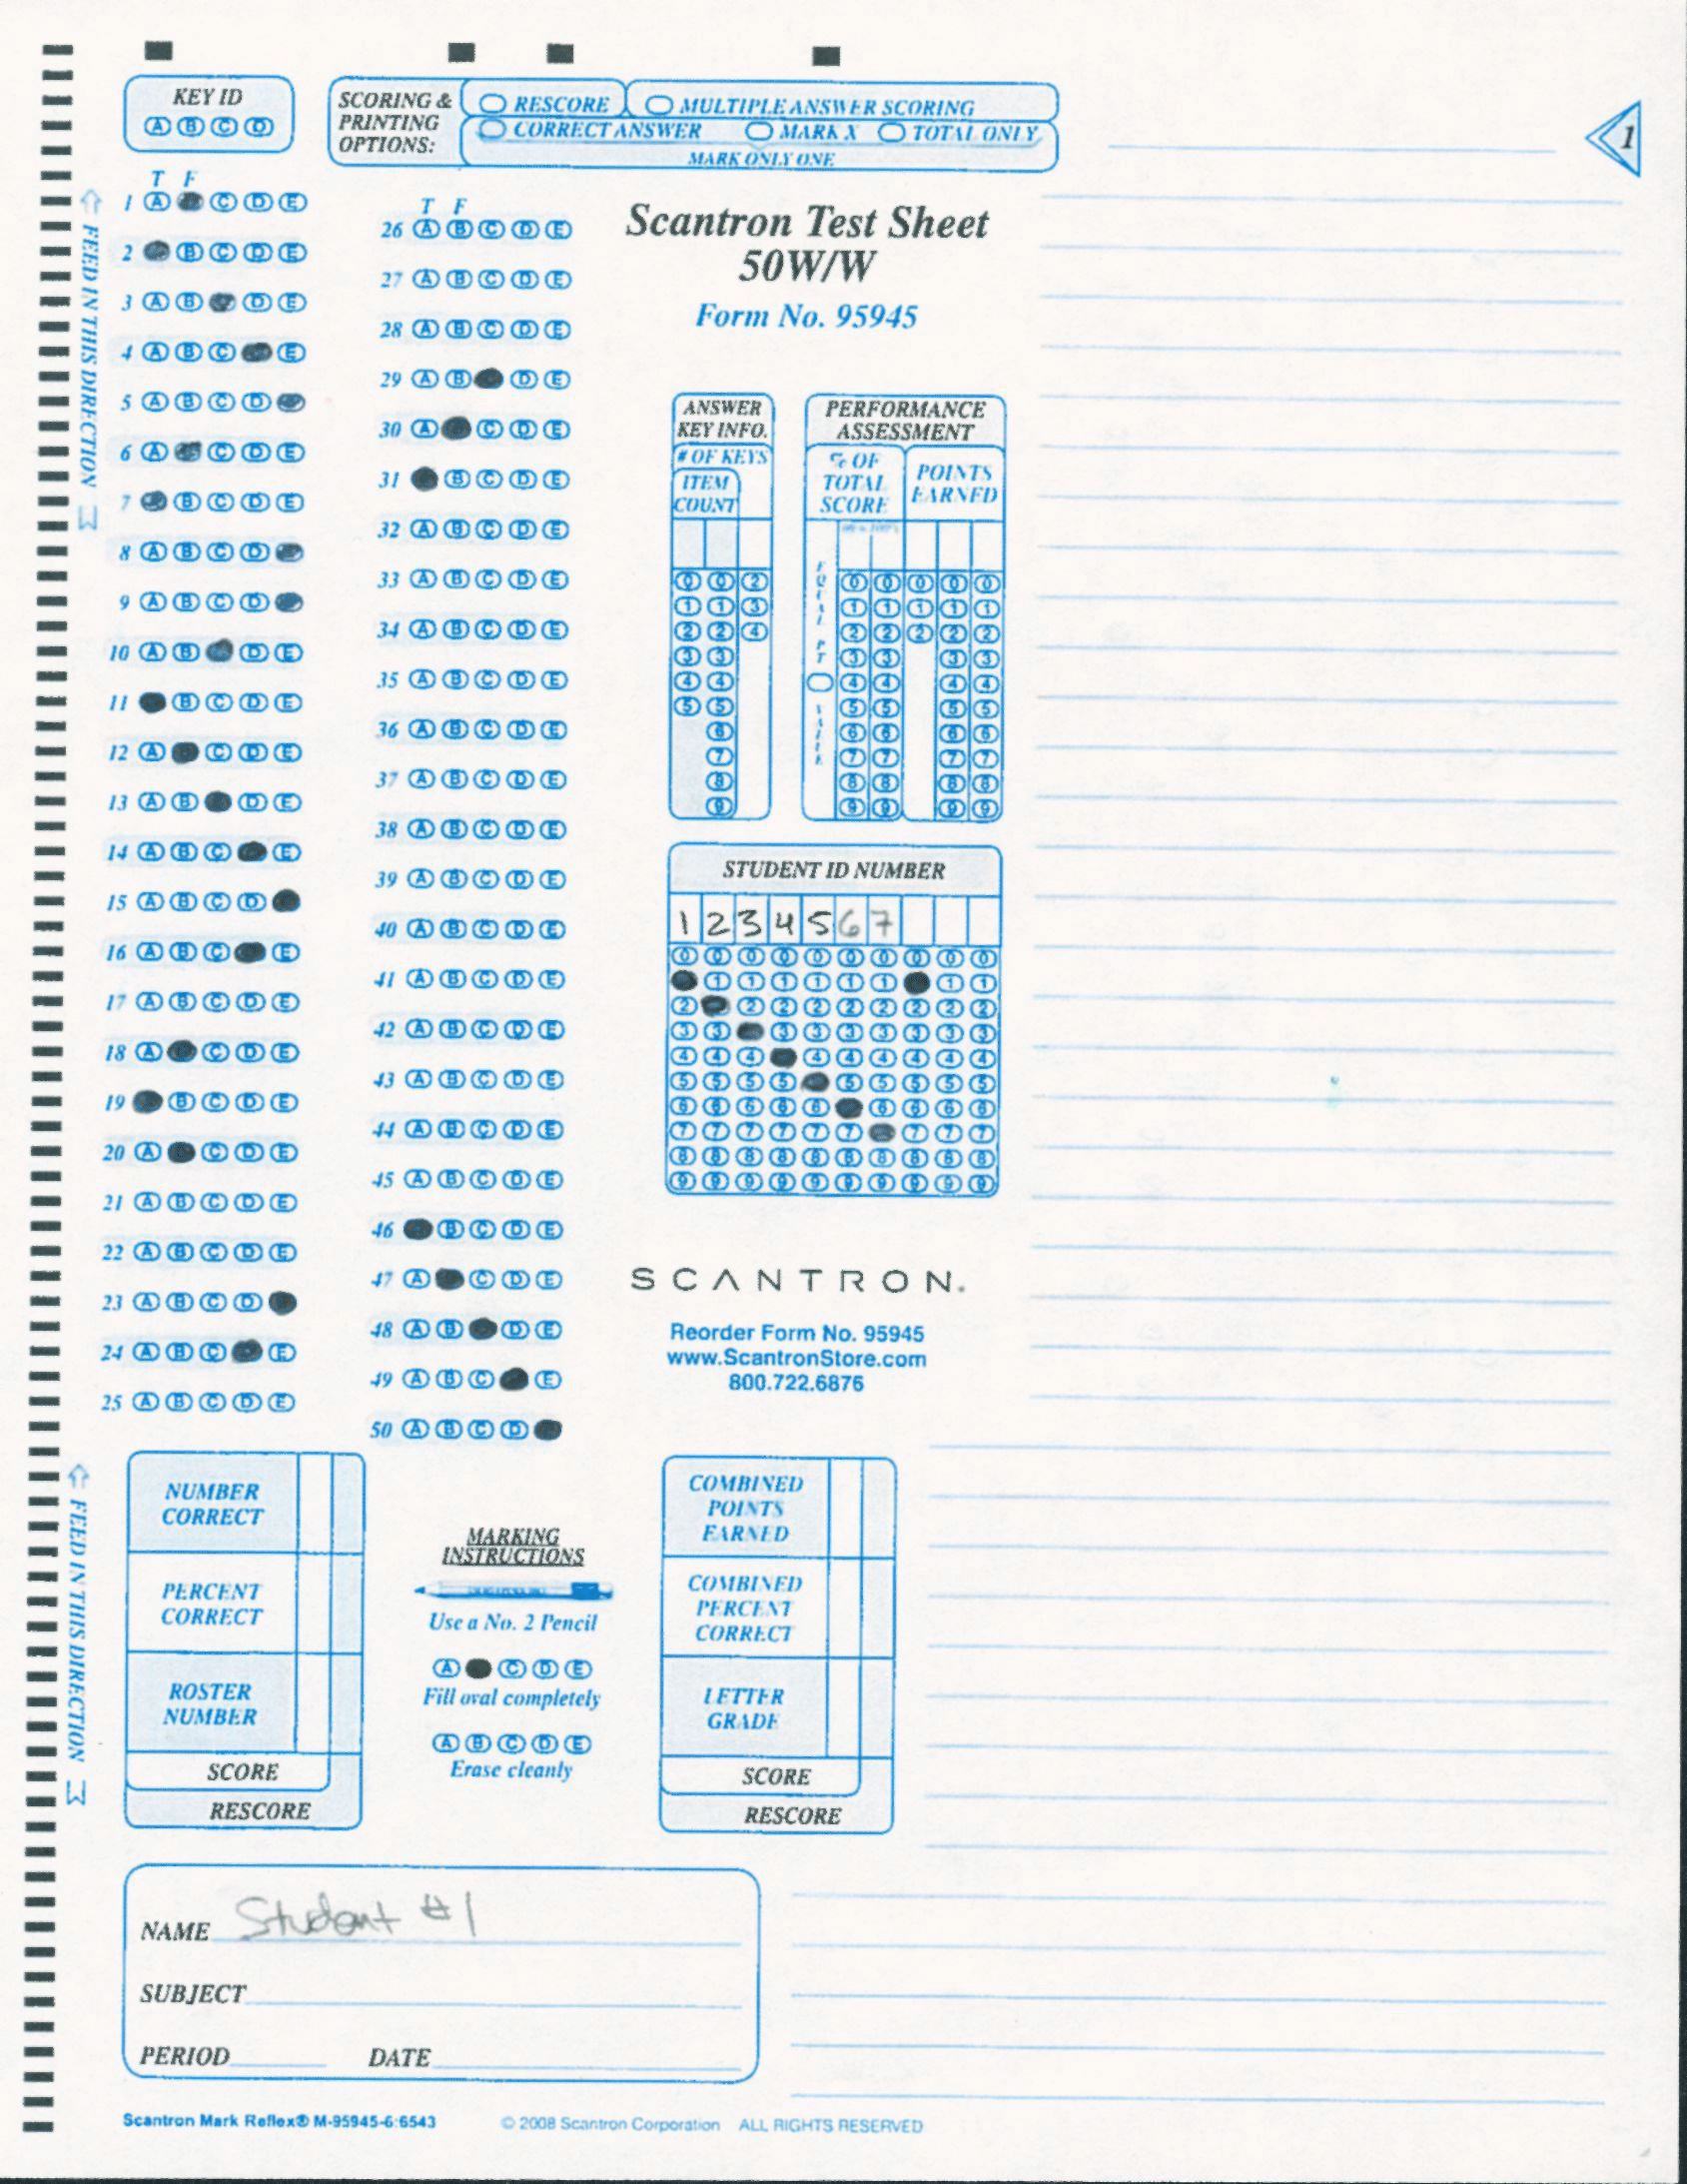 KEY ID
A B C D
SCORING & PRINTING OPTIONS:
RESCORE
MULTIPLE ANSWER SCORING
CORRECT ANSWER
MARK X
TOTAL ONLY
MARK ONLY ONE
1
FEED IN THIS DIRECTION
T F
1 A C D E
2 B C D E
3 A B D E
4 A B C E
5 A B C D
6 A C D E
7 B C D E
8 A B C D
9 A B C D
10 A B D E
11 B C D E
12 A C D E
13 A B D E
14 A B C E
15 A B C D
16 A B C E
17 A B C D E
18 A C D E
19 B C D E
20 A C D E
21 A B C D E
22 A B C D E
23 A B C D
24 A B C E
25 A B C D E
T F
26 A B C D E
27 A B C D E
28 A B C D E
29 A B D E
30 A C D E
31 B C D E
32 A B C D E
33 A B C D E
34 A B C D E
35 A B C D E
36 A B C D E
37 A B C D E
38 A B C D E
39 A B C D E
40 A B C D E
41 A B C D E
42 A B C D E
43 A B C D E
44 A B C D E
45 A B C D E
46 B C D E
47 A C D E
48 A B D E
49 A B C E
50 A B C D
Scantron Test Sheet
50W/W
Form No. 95945
ANSWER
KEY INFO.
# OF KEYS
ITEM
COUNT
0 0 2
1 1 3
2 2 4
3 3
4 4
5 5
6
7
8
9
PERFORMANCE
ASSESSMENT
% OF
TOTAL
SCORE
POINTS
EARNED
EQUAL PT VALUE
0 0 0 0 0
1 1 1 1 1
2 2 2 2 2
3 3 3 3
4 4 4 4
5 5 5 5
6 6 6 6
7 7 7 7
8 8 8 8
9 9 9 9
STUDENT ID NUMBER
1 2 3 4 5 6 7
0 0 0 0 0 0 0 0 0 0
1 1 1 1 1 1 1 1
2 2 2 2 2 2 2 2 2
3 3 3 3 3 3 3 3 3
4 4 4 4 4 4 4 4 4
5 5 5 5 5 5 5 5 5
6 6 6 6 6 6 6 6 6
7 7 7 7 7 7 7 7 7
8 8 8 8 8 8 8 8 8 8
9 9 9 9 9 9 9 9 9 9
SCANTRON.
Reorder Form No. 95945
www.ScantronStore.com
800.722.6876
FEED IN THIS DIRECTION
NUMBER
CORRECT
PERCENT
CORRECT
ROSTER
NUMBER
SCORE
RESCORE
MARKING
INSTRUCTIONS
Use a No. 2 Pencil
A C D E
Fill oval completely
A B C D E
Erase cleanly
COMBINED
POINTS
EARNED
COMBINED
PERCENT
CORRECT
LETTER
GRADE
SCORE
RESCORE
NAME Student #1
SUBJECT
PERIOD DATE
Scantron Mark Reflex® M-95945-6:6543 © 2008 Scantron Corporation ALL RIGHTS RESERVED